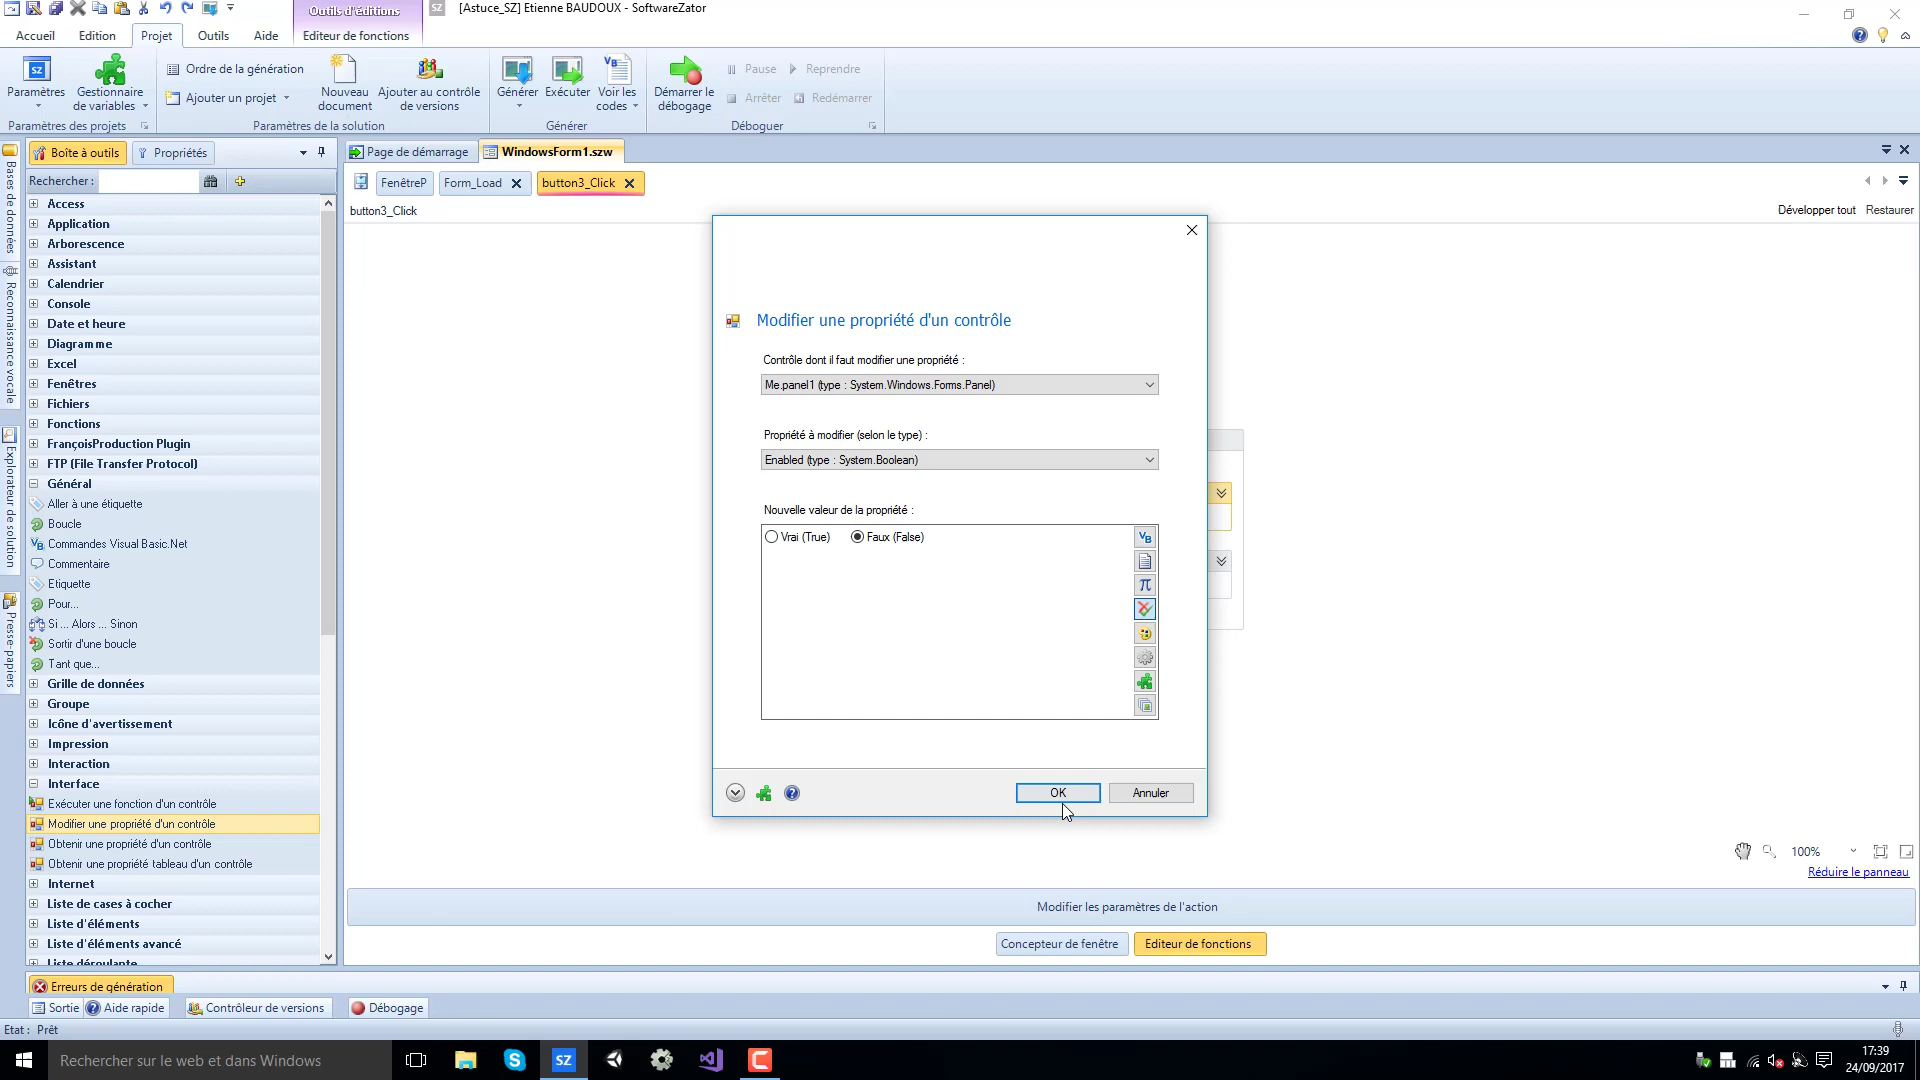 Outils d'éditions
SZ
[Astuce_SZ] Etienne BAUDOUX - SoftwareZator
Accueil
Edition
Projet
Outils
Aide
Editeur de fonctions
SZ
Paramètres
Gestionnaire de variables
Paramètres des projets
Ordre de la génération
Ajouter un projet
Nouveau document
Ajouter au contrôle de versions
Paramètres de la solution
Générer
Exécuter
VB
Voir les codes
Générer
Démarrer le débogage
Pause
Reprendre
Arrêter
Redémarrer
Déboguer
Bases de données
Reconnaissance vocale
Explorateur de solution
Presse-papiers
Boîte à outils
Propriétés
Rechercher :
Access
Application
Arborescence
Assistant
Calendrier
Console
Date et heure
Diagramme
Excel
Fenêtres
Fichiers
Fonctions
FrançoisProduction Plugin
FTP (File Transfer Protocol)
Général
Aller à une étiquette
Boucle
Commandes Visual Basic.Net
Commentaire
Etiquette
Pour...
Si ... Alors ... Sinon
Sortir d'une boucle
Tant que...
Grille de données
Groupe
Icône d'avertissement
Impression
Interaction
Interface
Exécuter une fonction d'un contrôle
Modifier une propriété d'un contrôle
Obtenir une propriété d'un contrôle
Obtenir une propriété tableau d'un contrôle
Internet
Liste de cases à cocher
Liste d'éléments
Liste d'éléments avancé
Liste déroulante
Page de démarrage
WindowsForm1.szw
FenêtreP
Form_Load
button3_Click
button3_Click
Développer tout
Restaurer
Modifier une propriété d'un contrôle
Contrôle dont il faut modifier une propriété :
Me.panel1 (type : System.Windows.Forms.Panel)
Propriété à modifier (selon le type) :
Enabled (type : System.Boolean)
Nouvelle valeur de la propriété :
Vrai (True)
Faux (False)
VB
π
OK
Annuler
100%
Réduire le panneau
Modifier les paramètres de l'action
Concepteur de fenêtre
Editeur de fonctions
Erreurs de génération
Sortie
Aide rapide
Contrôleur de versions
Débogage
Etat : Prêt
Rechercher sur le web et dans Windows
SZ
17:39
24/09/2017